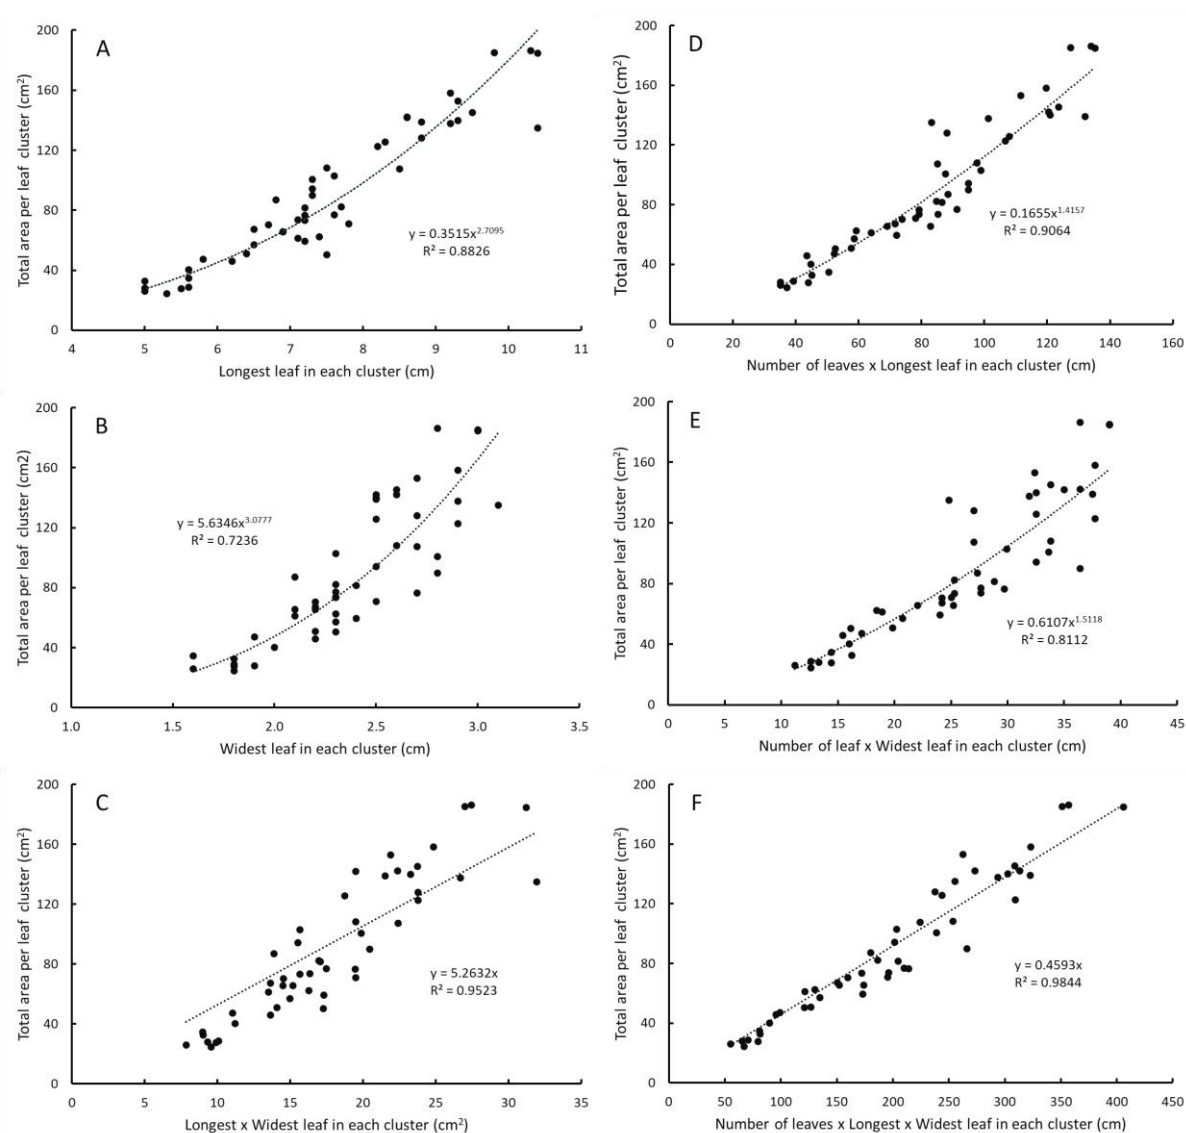 A
Total area per leaf cluster (cm²)
200
160
120
80
40
0
y = 0.3515x^2.7095
R² = 0.8826
4 5 6 7 8 9 10 11
Longest leaf in each cluster (cm)
D
Total area per leaf cluster (cm²)
200
160
120
80
40
0
y = 0.1655x^1.4157
R² = 0.9064
0 20 40 60 80 100 120 140 160
Number of leaves x Longest leaf in each cluster (cm)
B
Total area per leaf cluster (cm2)
200
160
120
80
40
0
y = 5.6346x^3.0777
R² = 0.7236
1.0 1.5 2.0 2.5 3.0 3.5
Widest leaf in each cluster (cm)
E
Total area per leaf cluster (cm²)
200
160
120
80
40
0
y = 0.6107x^1.5118
R² = 0.8112
0 5 10 15 20 25 30 35 40 45
Number of leaf x Widest leaf in each cluster (cm)
C
Total area per leaf cluster (cm²)
200
160
120
80
40
0
y = 5.2632x
R² = 0.9523
0 5 10 15 20 25 30 35
Longest x Widest leaf in each cluster (cm²)
F
Total area per leaf cluster (cm²)
200
160
120
80
40
0
y = 0.4593x
R² = 0.9844
0 50 100 150 200 250 300 350 400 450
Number of leaves x Longest x Widest leaf in each cluster (cm)